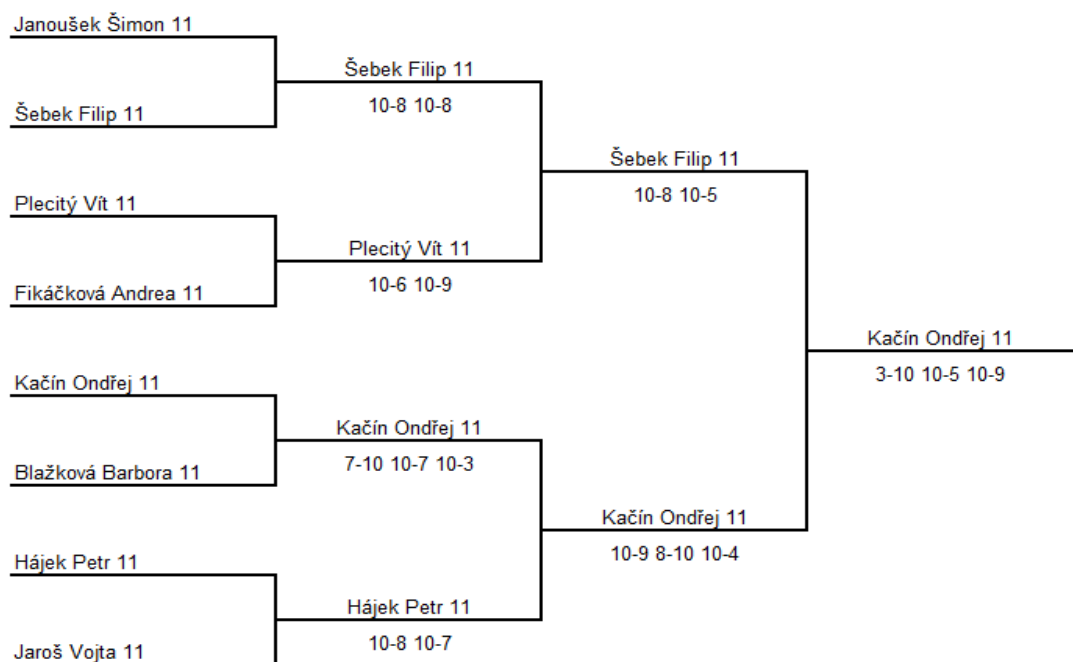 Janoušek Šimon 11
Šebek Filip 11
Plecitý Vít 11
Fikáčková Andrea 11
Kačín Ondřej 11
Blažková Barbora 11
Hájek Petr 11
Jaroš Vojta 11
Šebek Filip 11
10-8 10-8
Plecitý Vít 11
10-6 10-9
Kačín Ondřej 11
7-10 10-7 10-3
Hájek Petr 11
10-8 10-7
Šebek Filip 11
10-8 10-5
Kačín Ondřej 11
10-9 8-10 10-4
Kačín Ondřej 11
3-10 10-5 10-9